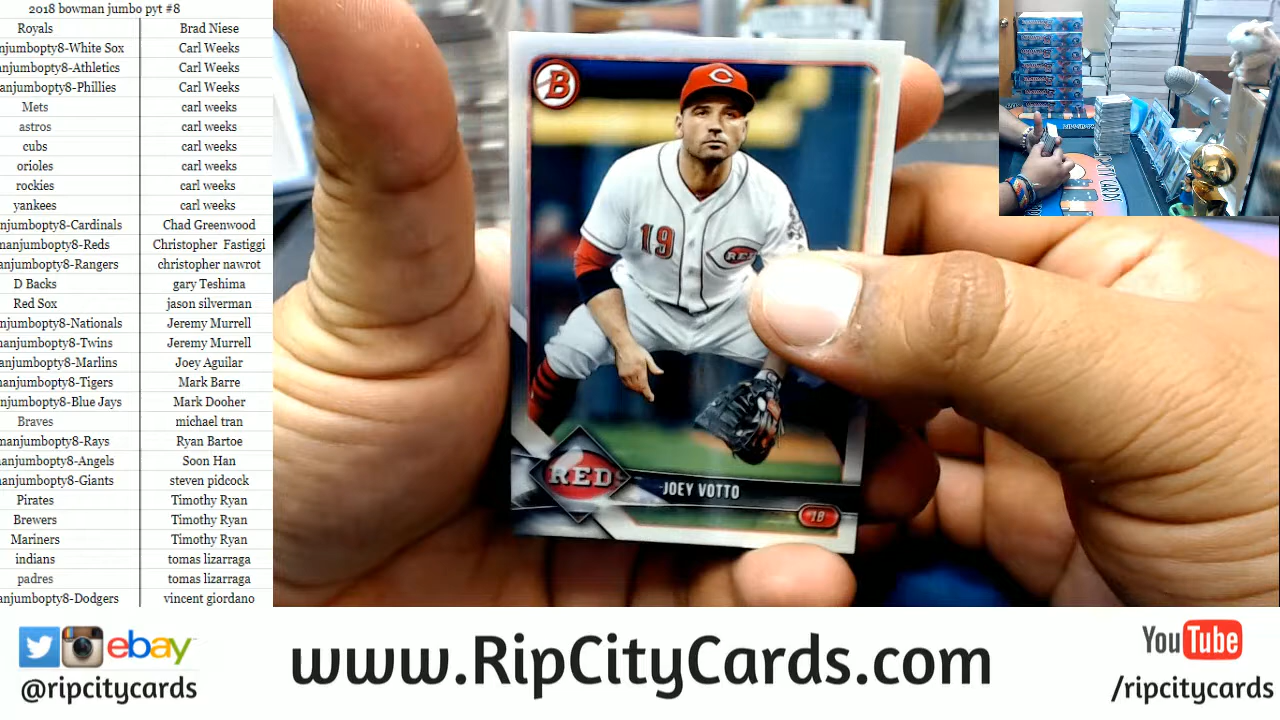 2018 bowman jumbo pyt #8
Royals Brad Niese
njumbopty8-White Sox Carl Weeks
anjumbopty8-Athletics Carl Weeks
anjumbopty8-Phillies Carl Weeks
Mets carl weeks
astros carl weeks
cubs carl weeks
orioles carl weeks
rockies carl weeks
yankees carl weeks
njumbopty8-Cardinals Chad Greenwood
manjumbopty8-Reds Christopher Fastiggi
anjumbopty8-Rangers christopher nawrot
D Backs gary Teshima
Red Sox jason silverman
njumbopty8-Nationals Jeremy Murrell
manjumbopty8-Twins Jeremy Murrell
anjumbopty8-Marlins Joey Aguilar
manjumbopty8-Tigers Mark Barre
njumbopty8-Blue Jays Mark Dooher
Braves michael tran
manjumbopty8-Rays Ryan Bartoe
anjumbopty8-Angels Soon Han
anjumbopty8-Giants steven pidcock
Pirates Timothy Ryan
Brewers Timothy Ryan
Mariners Timothy Ryan
indians tomas lizarraga
padres tomas lizarraga
anjumbopty8-Dodgers vincent giordano
B
C
19
REDS
JOEY VOTTO
18
ebay
@ripcitycards
www.RipCityCards.com
YouTube
/ripcitycards